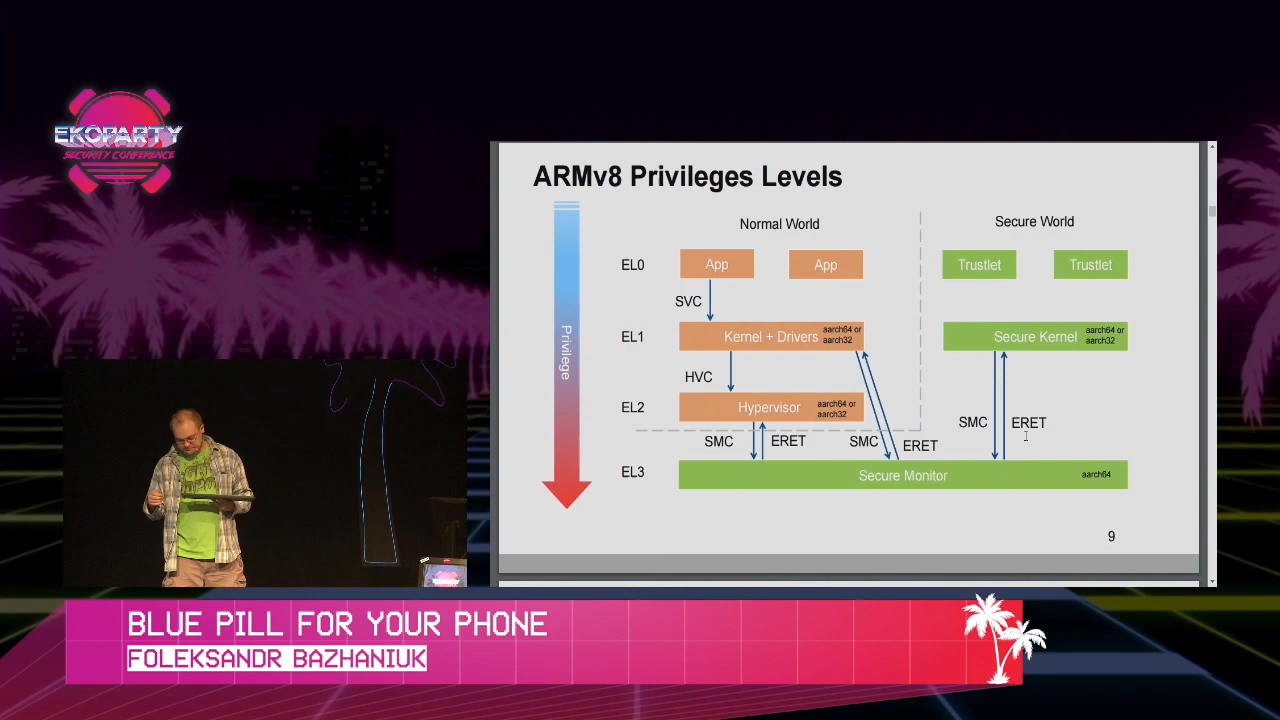 EKOPARTY
SECURITY CONFERENCE
ARMv8 Privileges Levels
Normal World
Secure World
Privilege
EL0
App
App
Trustlet
Trustlet
SVC
EL1
Kernel + Drivers
aarch64 or
aarch32
Secure Kernel
aarch64 or
aarch32
HVC
EL2
Hypervisor
aarch64 or
aarch32
SMC
ERET
SMC
ERET
SMC
ERET
EL3
Secure Monitor
aarch64
9
BLUE PILL FOR YOUR PHONE
FOLEKSANDR BAZHANIUK